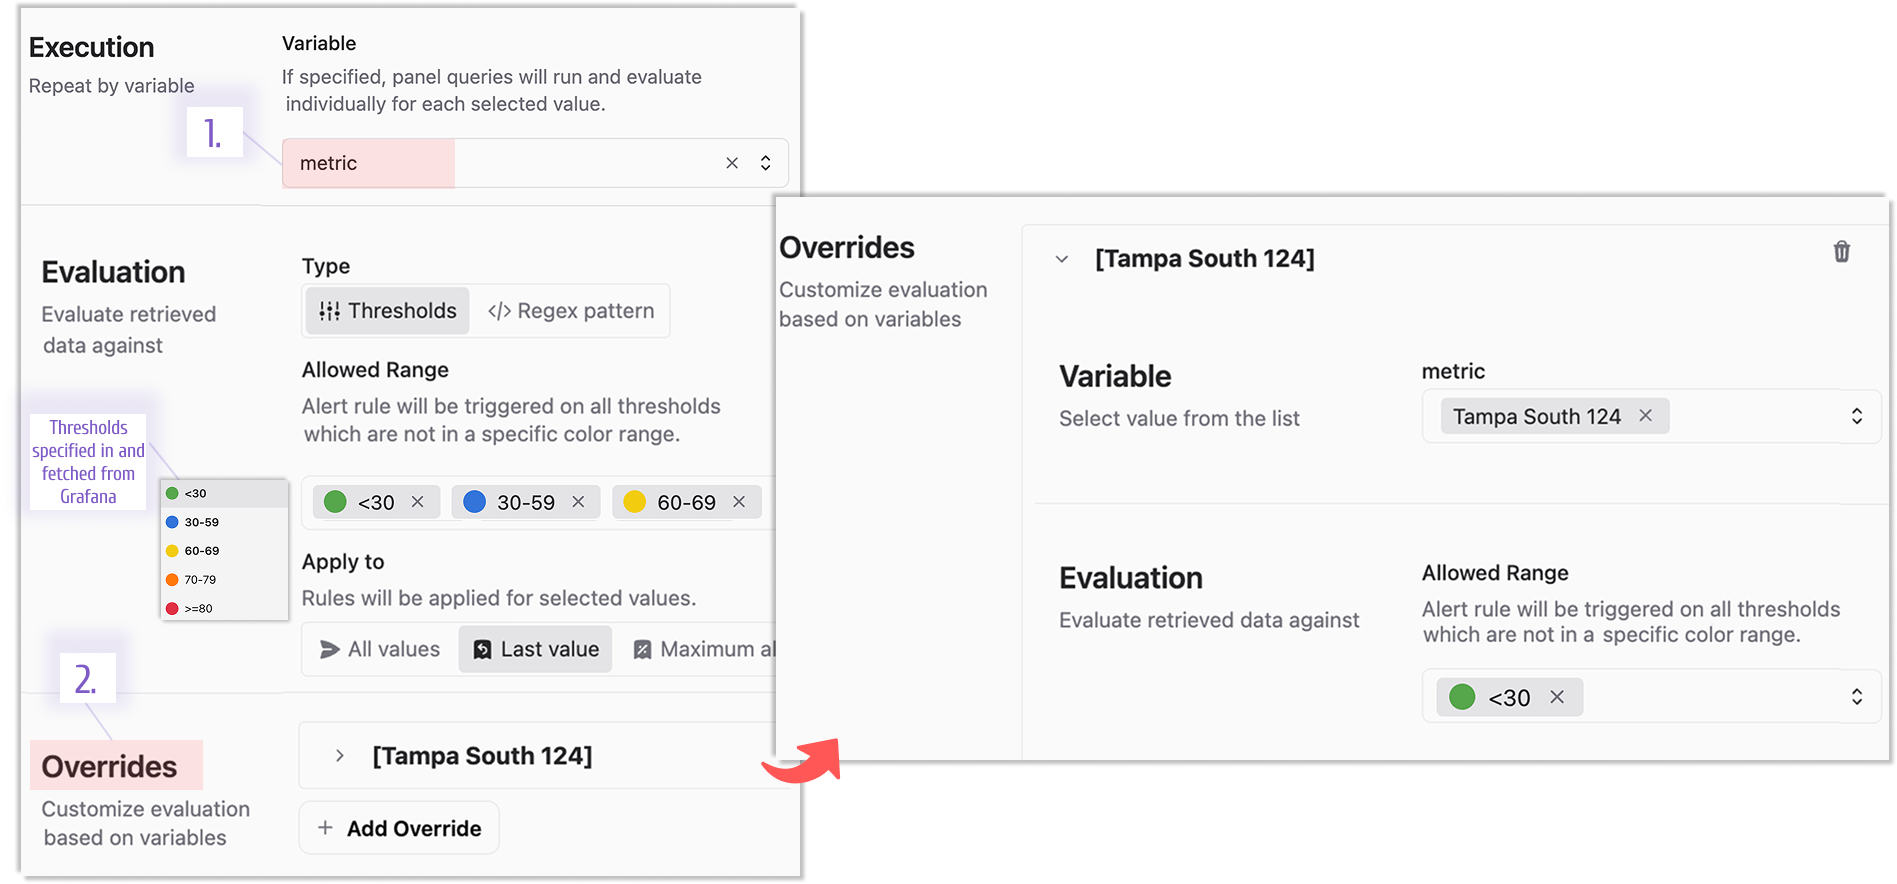 Execution
Repeat by variable
Variable
If specified, panel queries will run and evaluate
individually for each selected value.
1.
metric
Evaluation
Evaluate retrieved
data against
Type
Thresholds
</> Regex pattern
Allowed Range
Alert rule will be triggered on all thresholds
which are not in a specific color range.
Thresholds
specified in and
fetched from
Grafana
<30
30-59
60-69
70-79
>=80
<30
30-59
60-69
Apply to
Rules will be applied for selected values.
All values
Last value
Maximum al
2.
Overrides
Customize evaluation
based on variables
[Tampa South 124]
+ Add Override
Overrides
Customize evaluation
based on variables
[Tampa South 124]
Variable
Select value from the list
metric
Tampa South 124
Evaluation
Evaluate retrieved data against
Allowed Range
Alert rule will be triggered on all thresholds
which are not in a specific color range.
<30